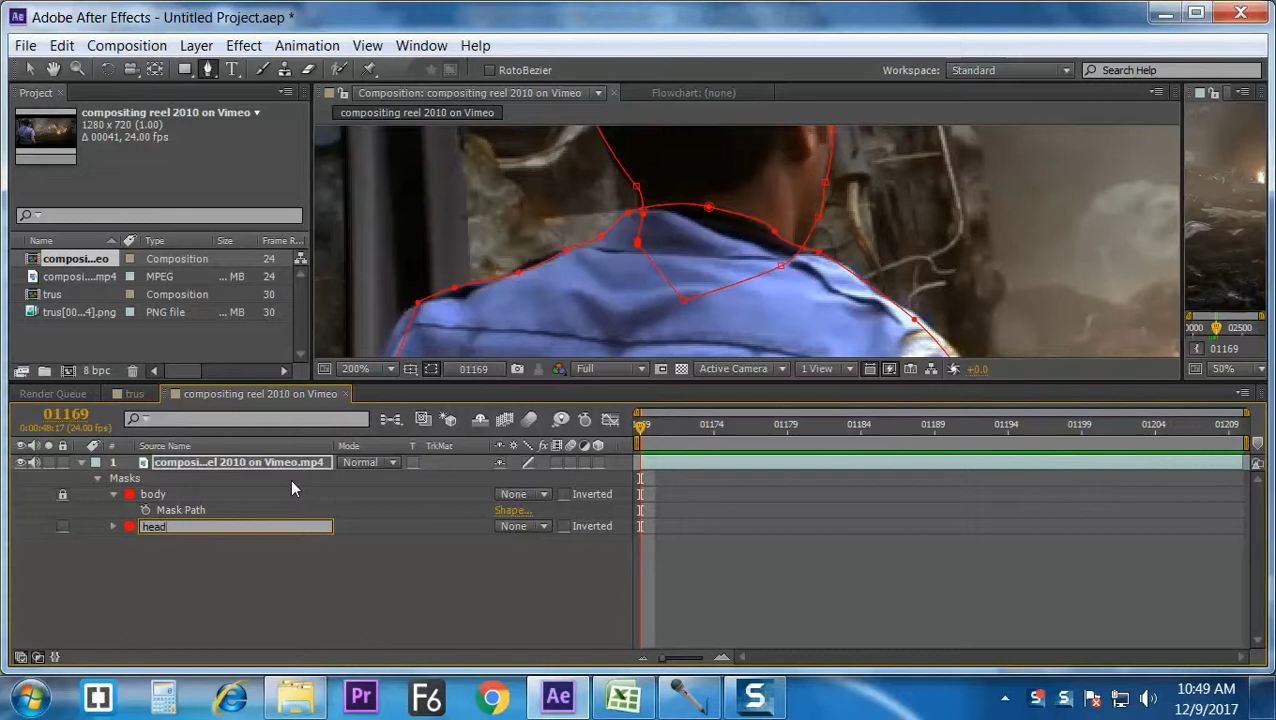 Adobe After Effects - Untitled Project.aep *
File Edit Composition Layer Effect Animation View Window Help
RotoBezier
Workspace: Standard
Search Help
Project
Composition: compositing reel 2010 on Vimeo
Flowchart: (none)
compositing reel 2010 on Vimeo
compositing reel 2010 on Vimeo
1280 x 720 (1.00)
Δ 00041, 24.00 fps
Name Type Size Frame R...
composi...eo Composition 24
composi....mp4 MPEG ... MB 24
trus Composition 30
trus[00...4].png PNG file ... MB 30
8 bpc
200% 01169 Full Active Camera 1 View +0.0
0000 02500
01169
50%
Render Queue trus compositing reel 2010 on Vimeo
01169
0:00:48:17 (24.00 fps)
01174 01179 01184 01189 01194 01199 01204 01209
# Source Name Mode T TrkMat
1 composi...el 2010 on Vimeo.mp4 Normal
Masks
body None Inverted
Mask Path Shape...
head None Inverted
Pr F6 Ae S
10:49 AM
12/9/2017